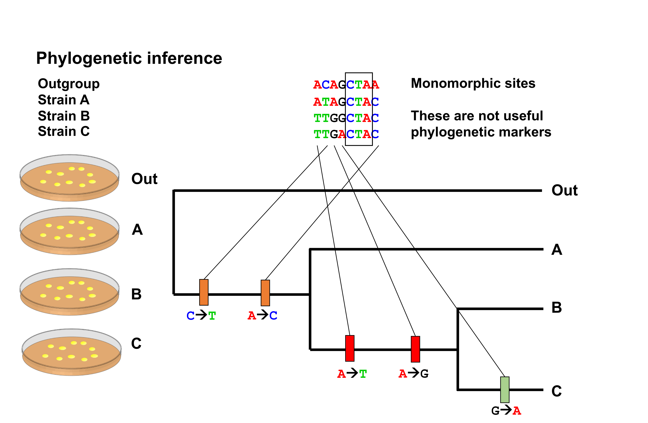 Phylogenetic inference
Outgroup
Strain A
Strain B
Strain C
ACAGCTAA
ATAGCTAC
TTGGCTAC
TTGACTAC
Monomorphic sites
These are not useful
phylogenetic markers
Out
A
B
C
Out
A
B
C
C→T
A→C
A→T
A→G
G→A